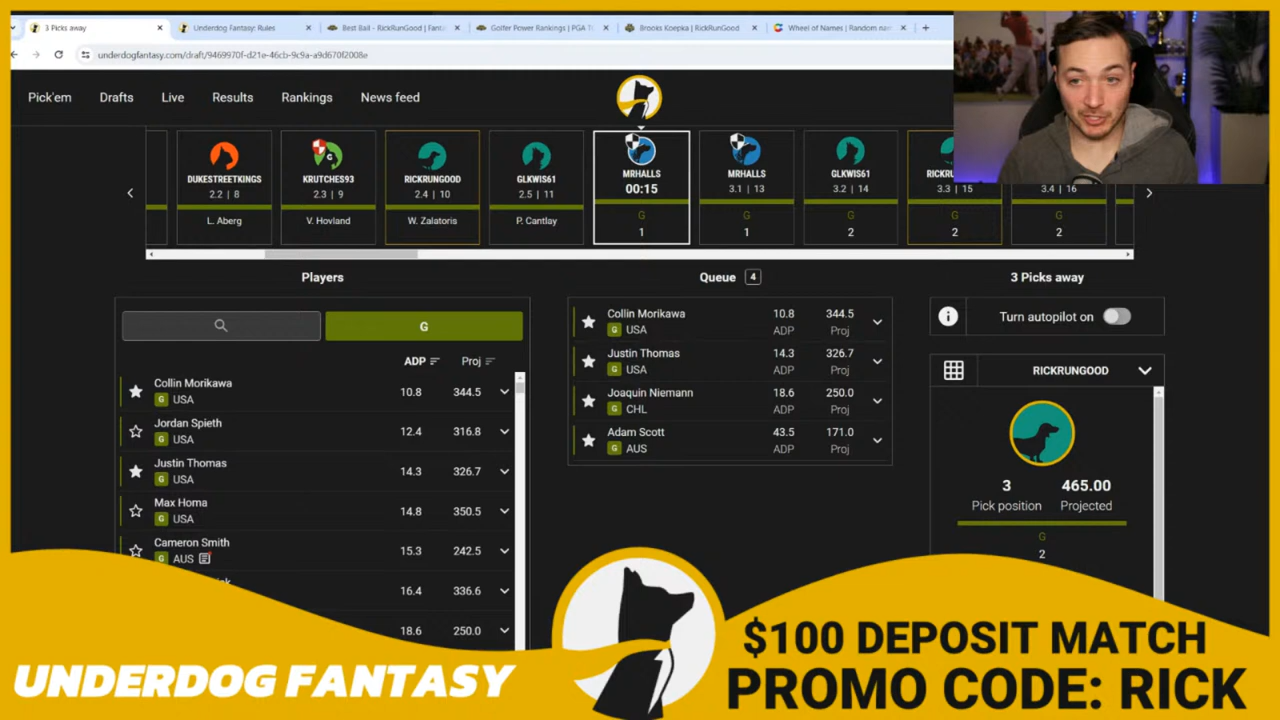 3 Picks away
Underdog Fantasy: Rules
Best Ball - RickRunGood | Fanta
Golfer Power Rankings | PGA T
Brooks Koepka | RickRunGood
Wheel of Names | Random nam
underdogfantasy.com/draft/9469970f-d21e-46cb-9c9a-a9d670f2008e
Pick'em Drafts Live Results Rankings News feed
DUKESTREETKINGS
2.2 | 8
L. Aberg
G
KRUTCHES93
2.3 | 9
V. Hovland
RICKRUNGOOD
2.4 | 10
W. Zalatoris
GLKWIS61
2.5 | 11
P. Cantlay
MRHALLS
00:15
G
1
MRHALLS
3.1 | 13
G
1
GLKWIS61
3.2 | 14
G
2
3.3 | 15
G
2
3.4 | 16
G
2
Players
G
ADP Proj
Collin Morikawa
G USA
10.8 344.5
Jordan Spieth
G USA
12.4 316.8
Justin Thomas
G USA
14.3 326.7
Max Homa
G USA
14.8 350.5
Cameron Smith
G AUS
15.3 242.5
16.4 336.6
18.6 250.0
Queue 4
Collin Morikawa 10.8 344.5
G USA ADP Proj
Justin Thomas 14.3 326.7
G USA ADP Proj
Joaquin Niemann 18.6 250.0
G CHL ADP Proj
Adam Scott 43.5 171.0
G AUS ADP Proj
3 Picks away
Turn autopilot on
RICKRUNGOOD
3 465.00
Pick position Projected
G
2
UNDERDOG FANTASY
$100 DEPOSIT MATCH
PROMO CODE: RICK